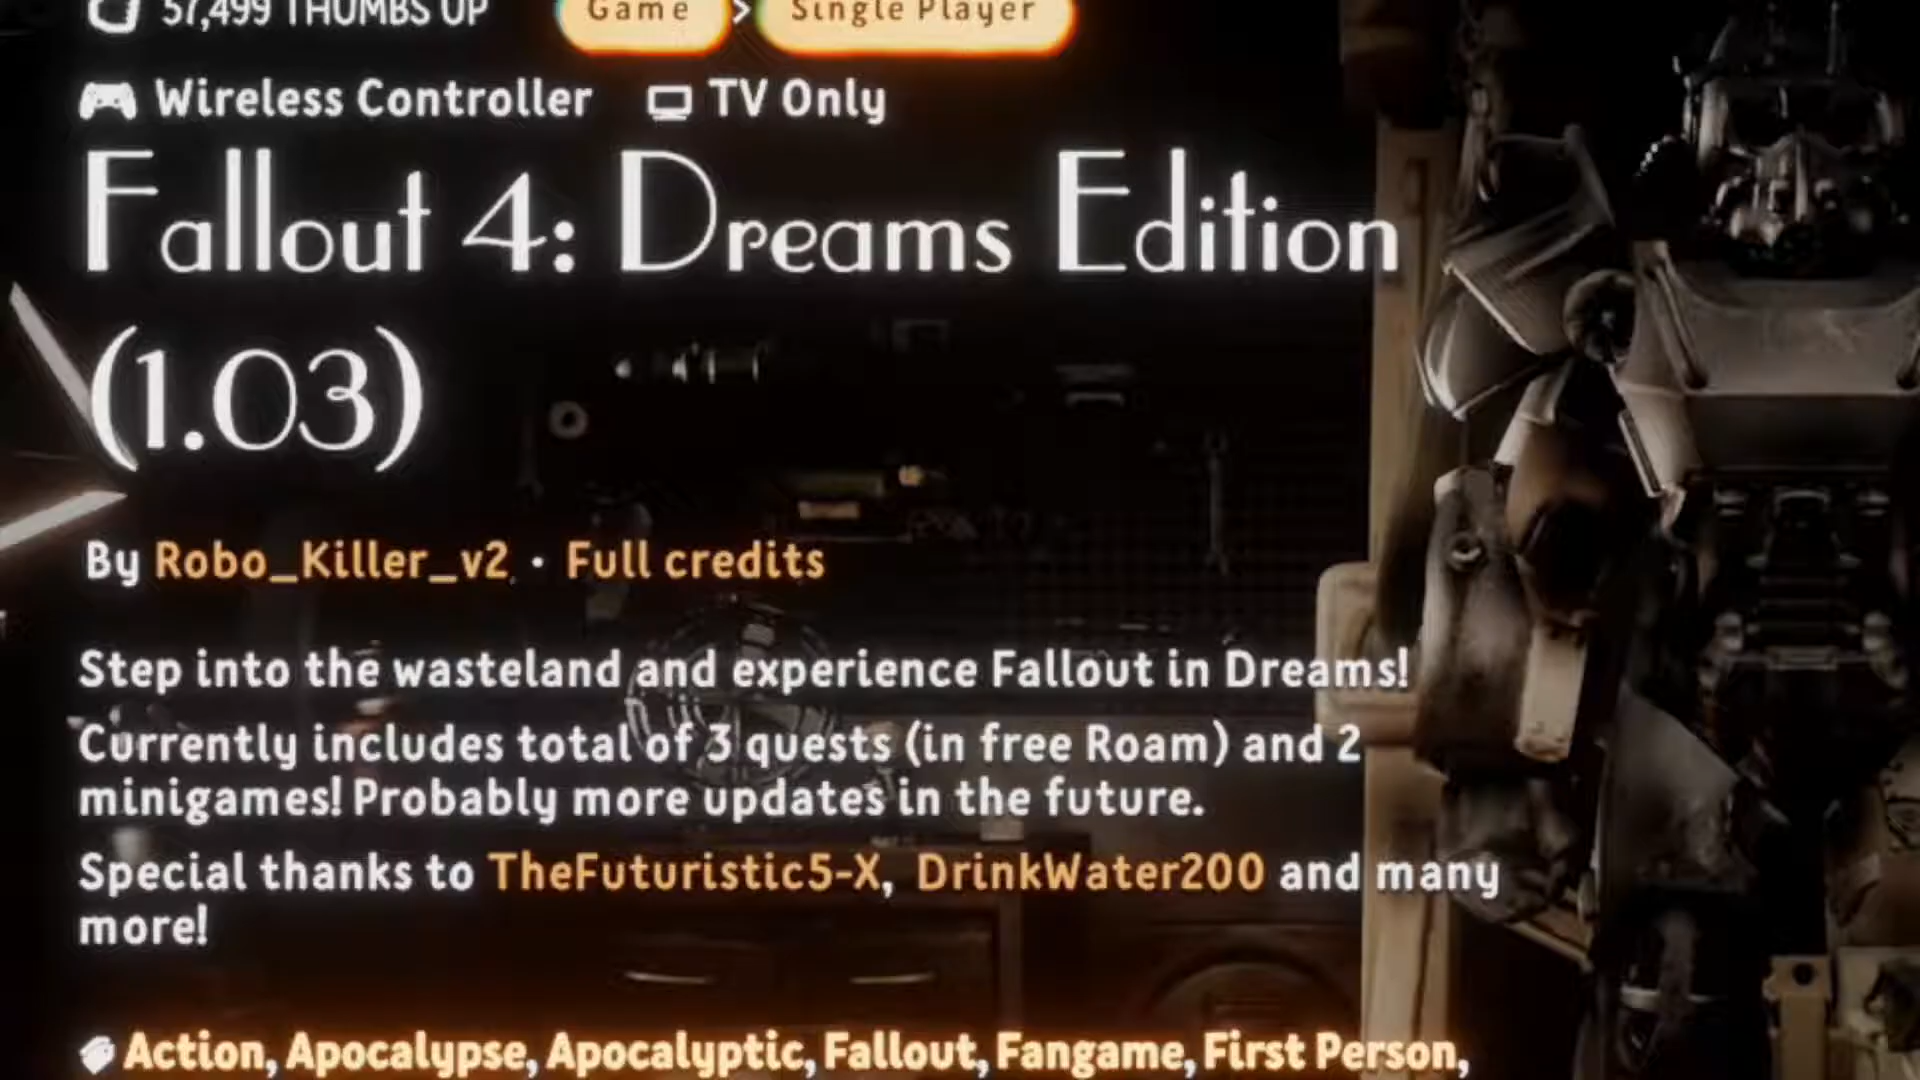 57,499 THUMBS UP Game > Single Player
Wireless Controller TV Only
Fallout 4: Dreams Edition
(1.03)
By Robo_Killer_v2 · Full credits
Step into the wasteland and experience Fallout in Dreams!
Currently includes total of 3 quests (in free Roam) and 2
minigames! Probably more updates in the future.
Special thanks to TheFuturistic5-X, DrinkWater200 and many
more!
Action, Apocalypse, Apocalyptic, Fallout, Fangame, First Person,